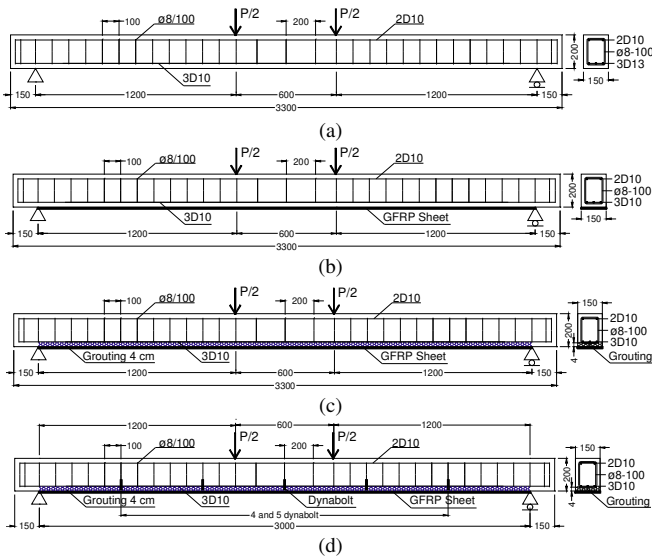 P/2 P/2
ø8/100 100 200 2D10
3D10
150 1200 600 1200 150
3300
200
2D10
ø8-100
3D13
150
(a)
P/2 P/2
ø8/100 100 200 2D10
3D10 GFRP Sheet
150 1200 600 1200 150
3300
200
2D10
ø8-100
3D10
150
(b)
P/2 P/2
ø8/100 100 200 2D10
Grouting 4 cm 3D10 GFRP Sheet
150 1200 600 1200 150
3300
150
200
4
2D10
ø8-100
3D10
Grouting
(c)
1200 600 1200
P/2 P/2
100 ø8/100 200 2D10
Grouting 4 cm 3D10 Dynabolt GFRP Sheet
4 and 5 dynabolt
150 3000 150
150
200
4
2D10
ø8-100
3D10
Grouting
(d)